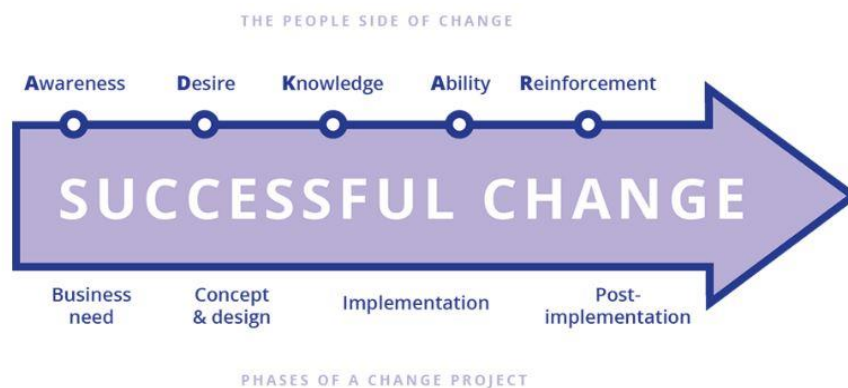 THE PEOPLE SIDE OF CHANGE
Awareness Desire Knowledge Ability Reinforcement
SUCCESSFUL CHANGE
Business need
Concept & design
Implementation
Post-implementation
PHASES OF A CHANGE PROJECT